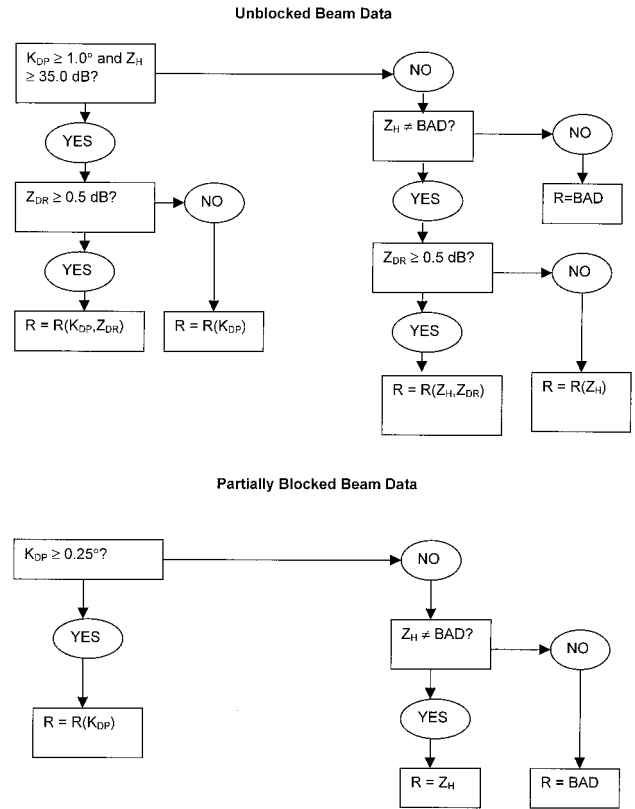 Unblocked Beam Data
K_DP ≥ 1.0° and Z_H
≥ 35.0 dB?
NO
YES
Z_H ≠ BAD?
NO
Z_DR ≥ 0.5 dB?
NO
YES
R=BAD
YES
Z_DR ≥ 0.5 dB?
NO
R = R(K_DP,Z_DR)
R = R(K_DP)
YES
R = R(Z_H,Z_DR)
R = R(Z_H)
Partially Blocked Beam Data
K_DP ≥ 0.25°?
NO
YES
Z_H ≠ BAD?
NO
R = R(K_DP)
YES
R = Z_H
R = BAD